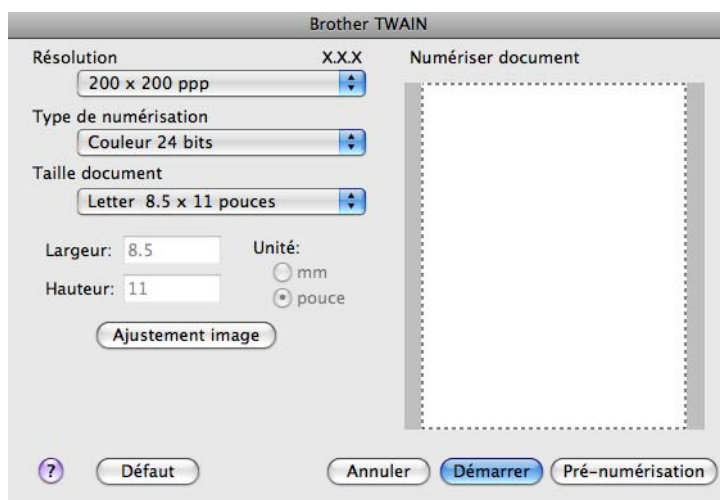 Brother TWAIN
Résolution X.X.X
200 x 200 ppp
Type de numérisation
Couleur 24 bits
Taille document
Letter 8.5 x 11 pouces
Largeur: 8.5
Hauteur: 11
Unité:
mm
pouce
Ajustement image
Numériser document
? Défaut Annuler Démarrer Pré-numérisation